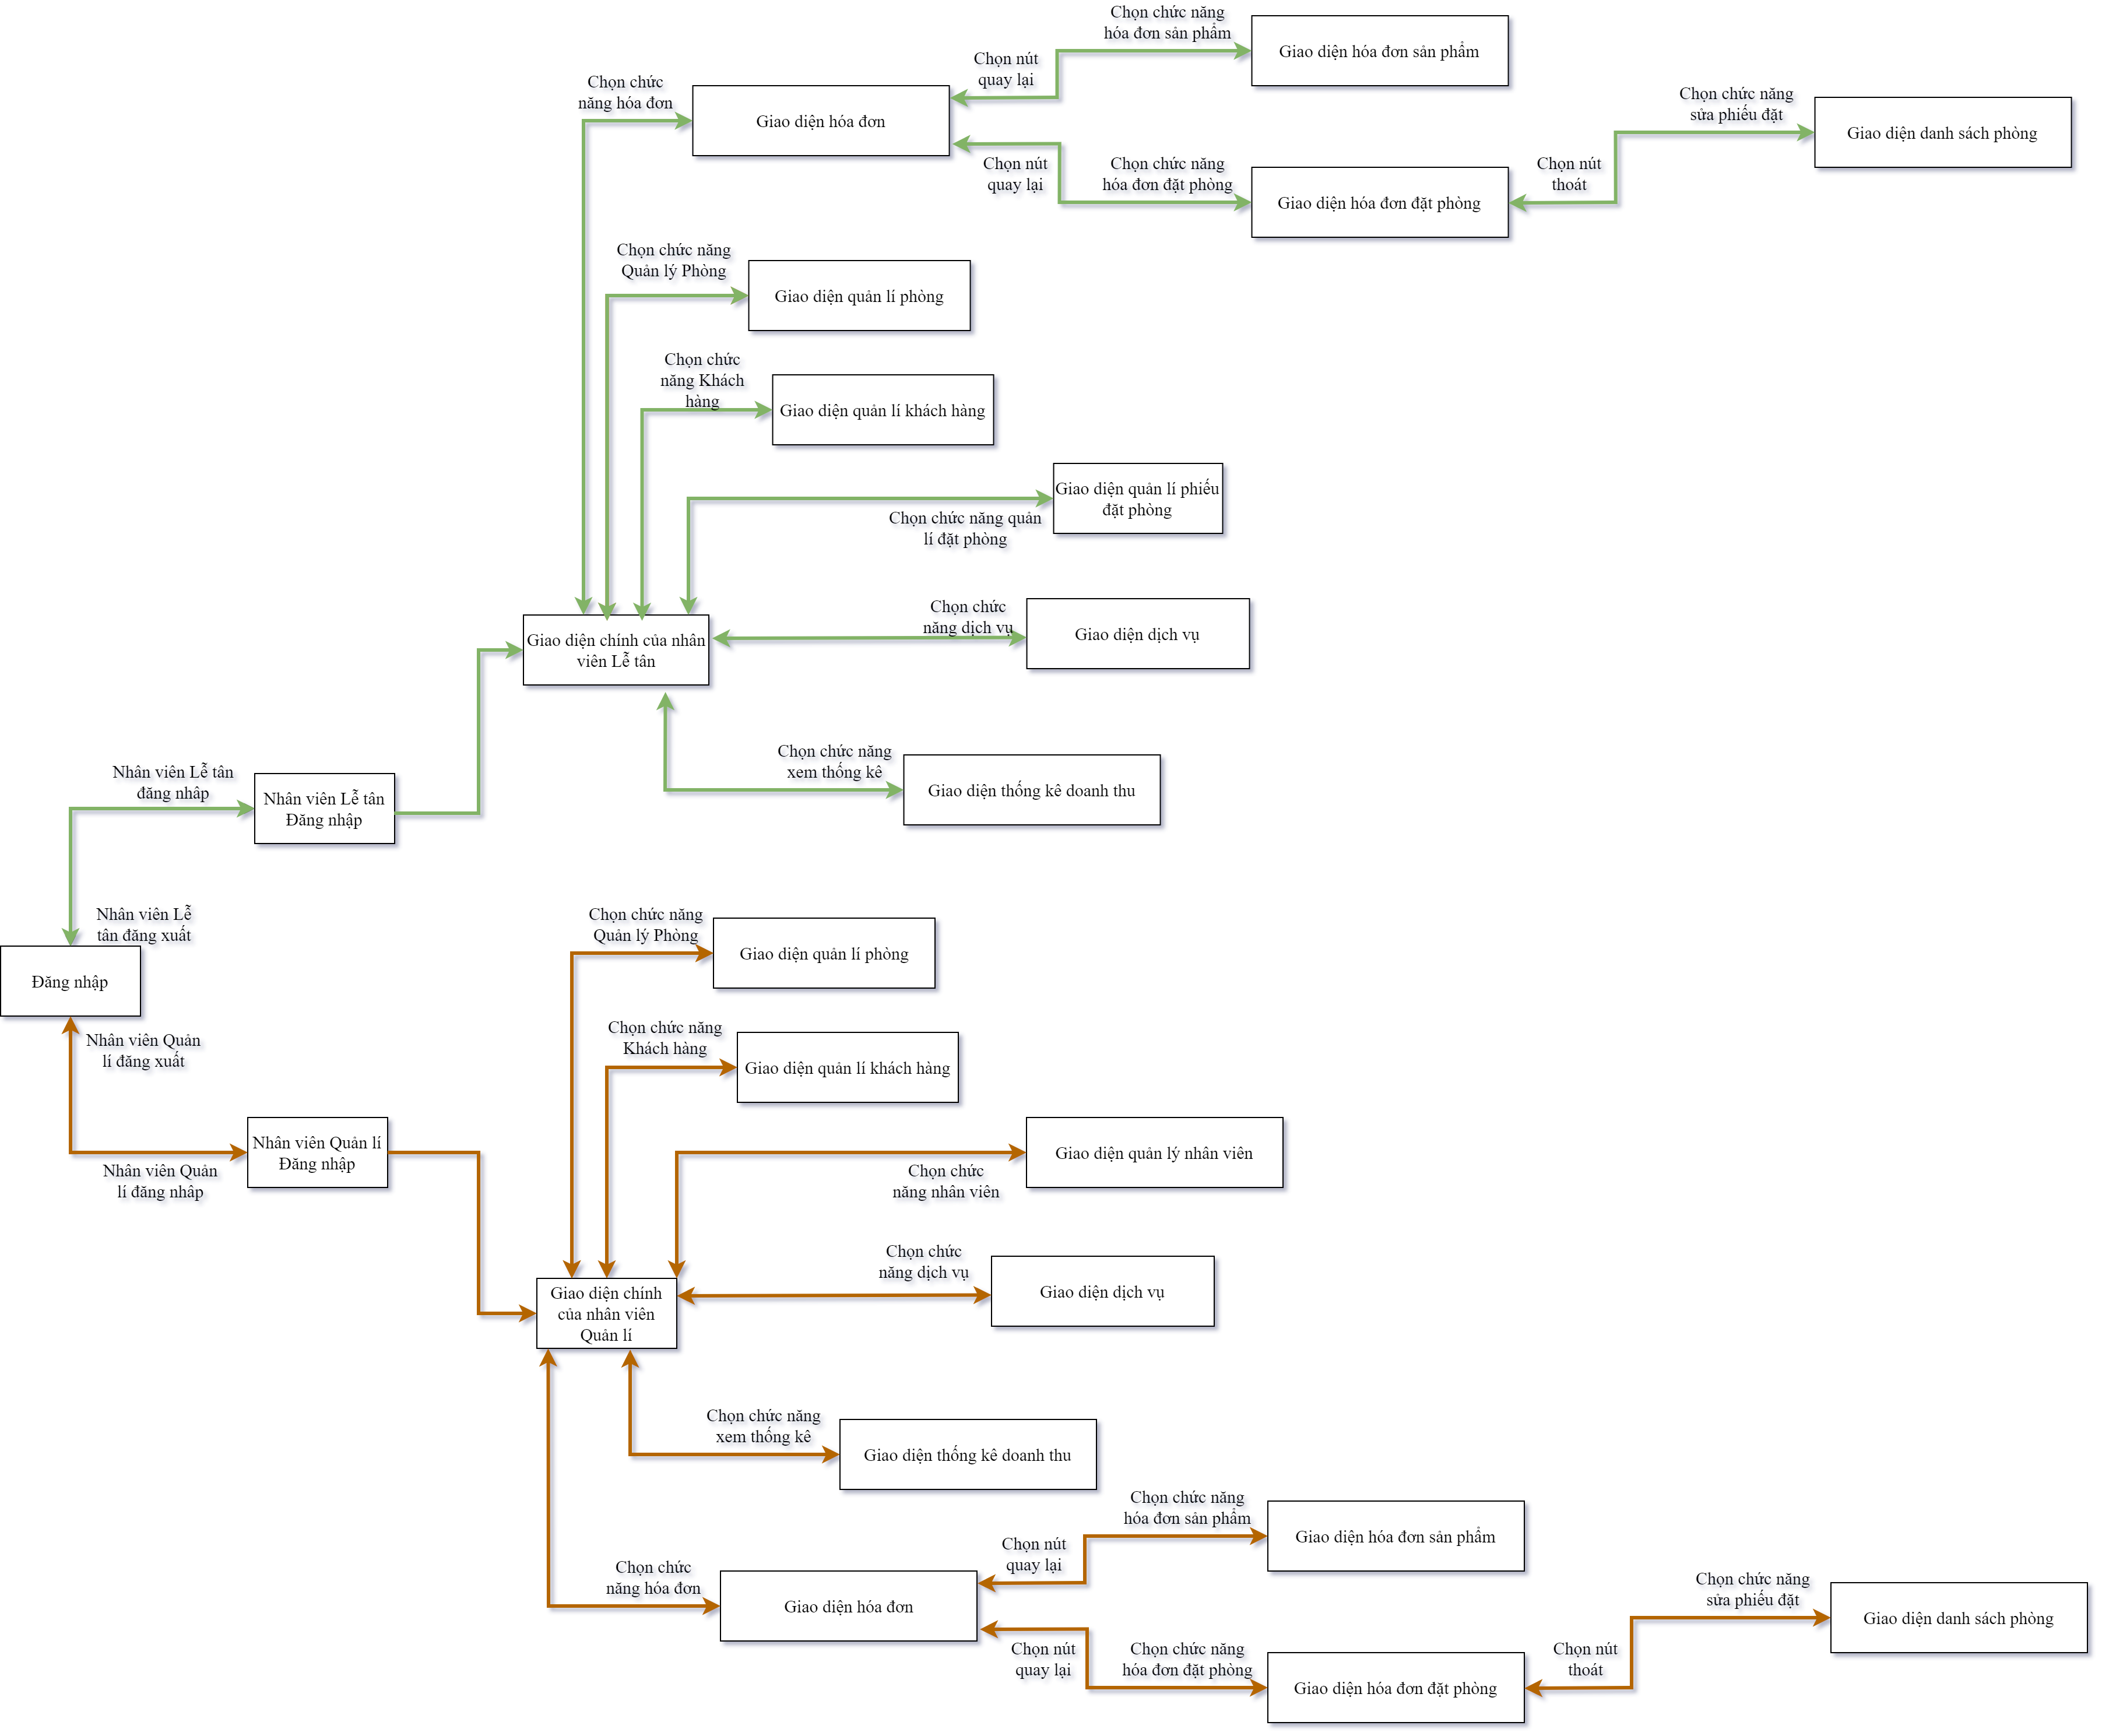 Chọn chức năng
hóa đơn sản phẩm
Giao diện hóa đơn sản phẩm
Chọn nút
quay lại
Chọn chức
năng hóa đơn
Giao diện hóa đơn
Chọn chức năng
sửa phiếu đặt
Giao diện danh sách phòng
Chọn nút
quay lại
Chọn chức năng
hóa đơn đặt phòng
Giao diện hóa đơn đặt phòng
Chọn nút
thoát
Chọn chức năng
Quản lý Phòng
Giao diện quản lí phòng
Chọn chức
năng Khách
hàng
Giao diện quản lí khách hàng
Giao diện quản lí phiếu
đặt phòng
Chọn chức năng quản
lí đặt phòng
Chọn chức
năng dịch vụ
Giao diện dịch vụ
Giao diện chính của nhân
viên Lễ tân
Chọn chức năng
xem thống kê
Giao diện thống kê doanh thu
Nhân viên Lễ tân
đăng nhâp
Nhân viên Lễ tân
Đăng nhập
Nhân viên Lễ
tân đăng xuất
Đăng nhập
Nhân viên Quản
lí đăng xuất
Chọn chức năng
Quản lý Phòng
Giao diện quản lí phòng
Chọn chức năng
Khách hàng
Giao diện quản lí khách hàng
Nhân viên Quản lí
Đăng nhập
Nhân viên Quản
lí đăng nhâp
Giao diện quản lý nhân viên
Chọn chức
năng nhân viên
Chọn chức
năng dịch vụ
Giao diện dịch vụ
Giao diện chính
của nhân viên
Quản lí
Chọn chức năng
xem thống kê
Giao diện thống kê doanh thu
Chọn chức năng
hóa đơn sản phẩm
Giao diện hóa đơn sản phẩm
Chọn nút
quay lại
Chọn chức
năng hóa đơn
Giao diện hóa đơn
Chọn chức năng
sửa phiếu đặt
Giao diện danh sách phòng
Chọn nút
quay lại
Chọn chức năng
hóa đơn đặt phòng
Giao diện hóa đơn đặt phòng
Chọn nút
thoát